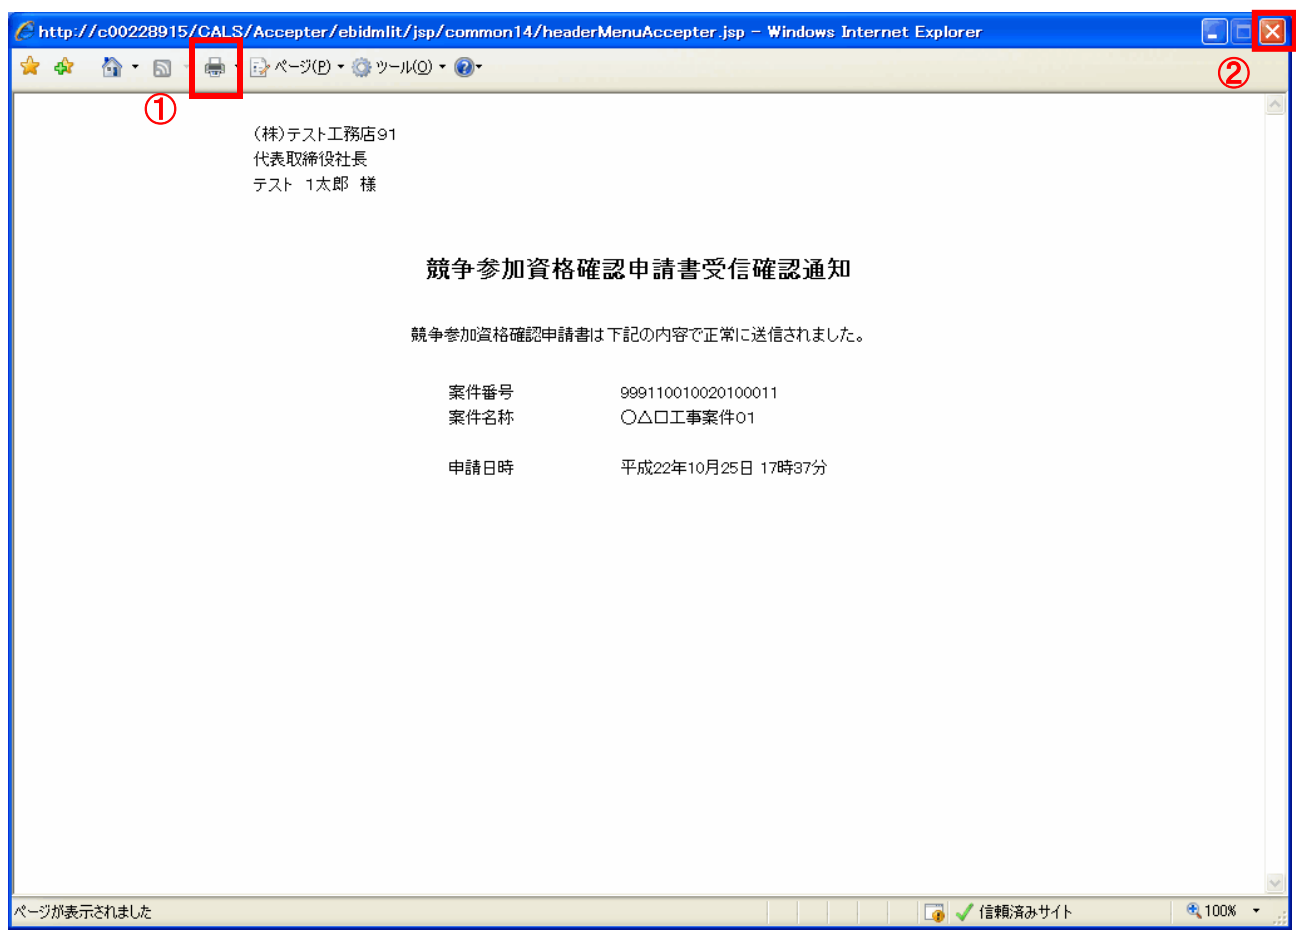 http://c00228915/CALS/Accepter/ebidmlit/jsp/common14/headerMenuAccepter.jsp - Windows Internet Explorer
ページ(P) ツール(O)
① ②
(株)テスト工務店91
代表取締役社長
テスト 1太郎 様
競争参加資格確認申請書受信確認通知
競争参加資格確認申請書は下記の内容で正常に送信されました。
案件番号 999110010020100011
案件名称 〇△口工事案件01
申請日時 平成22年10月25日 17時37分
ページが表示されました 信頼済みサイト 100%